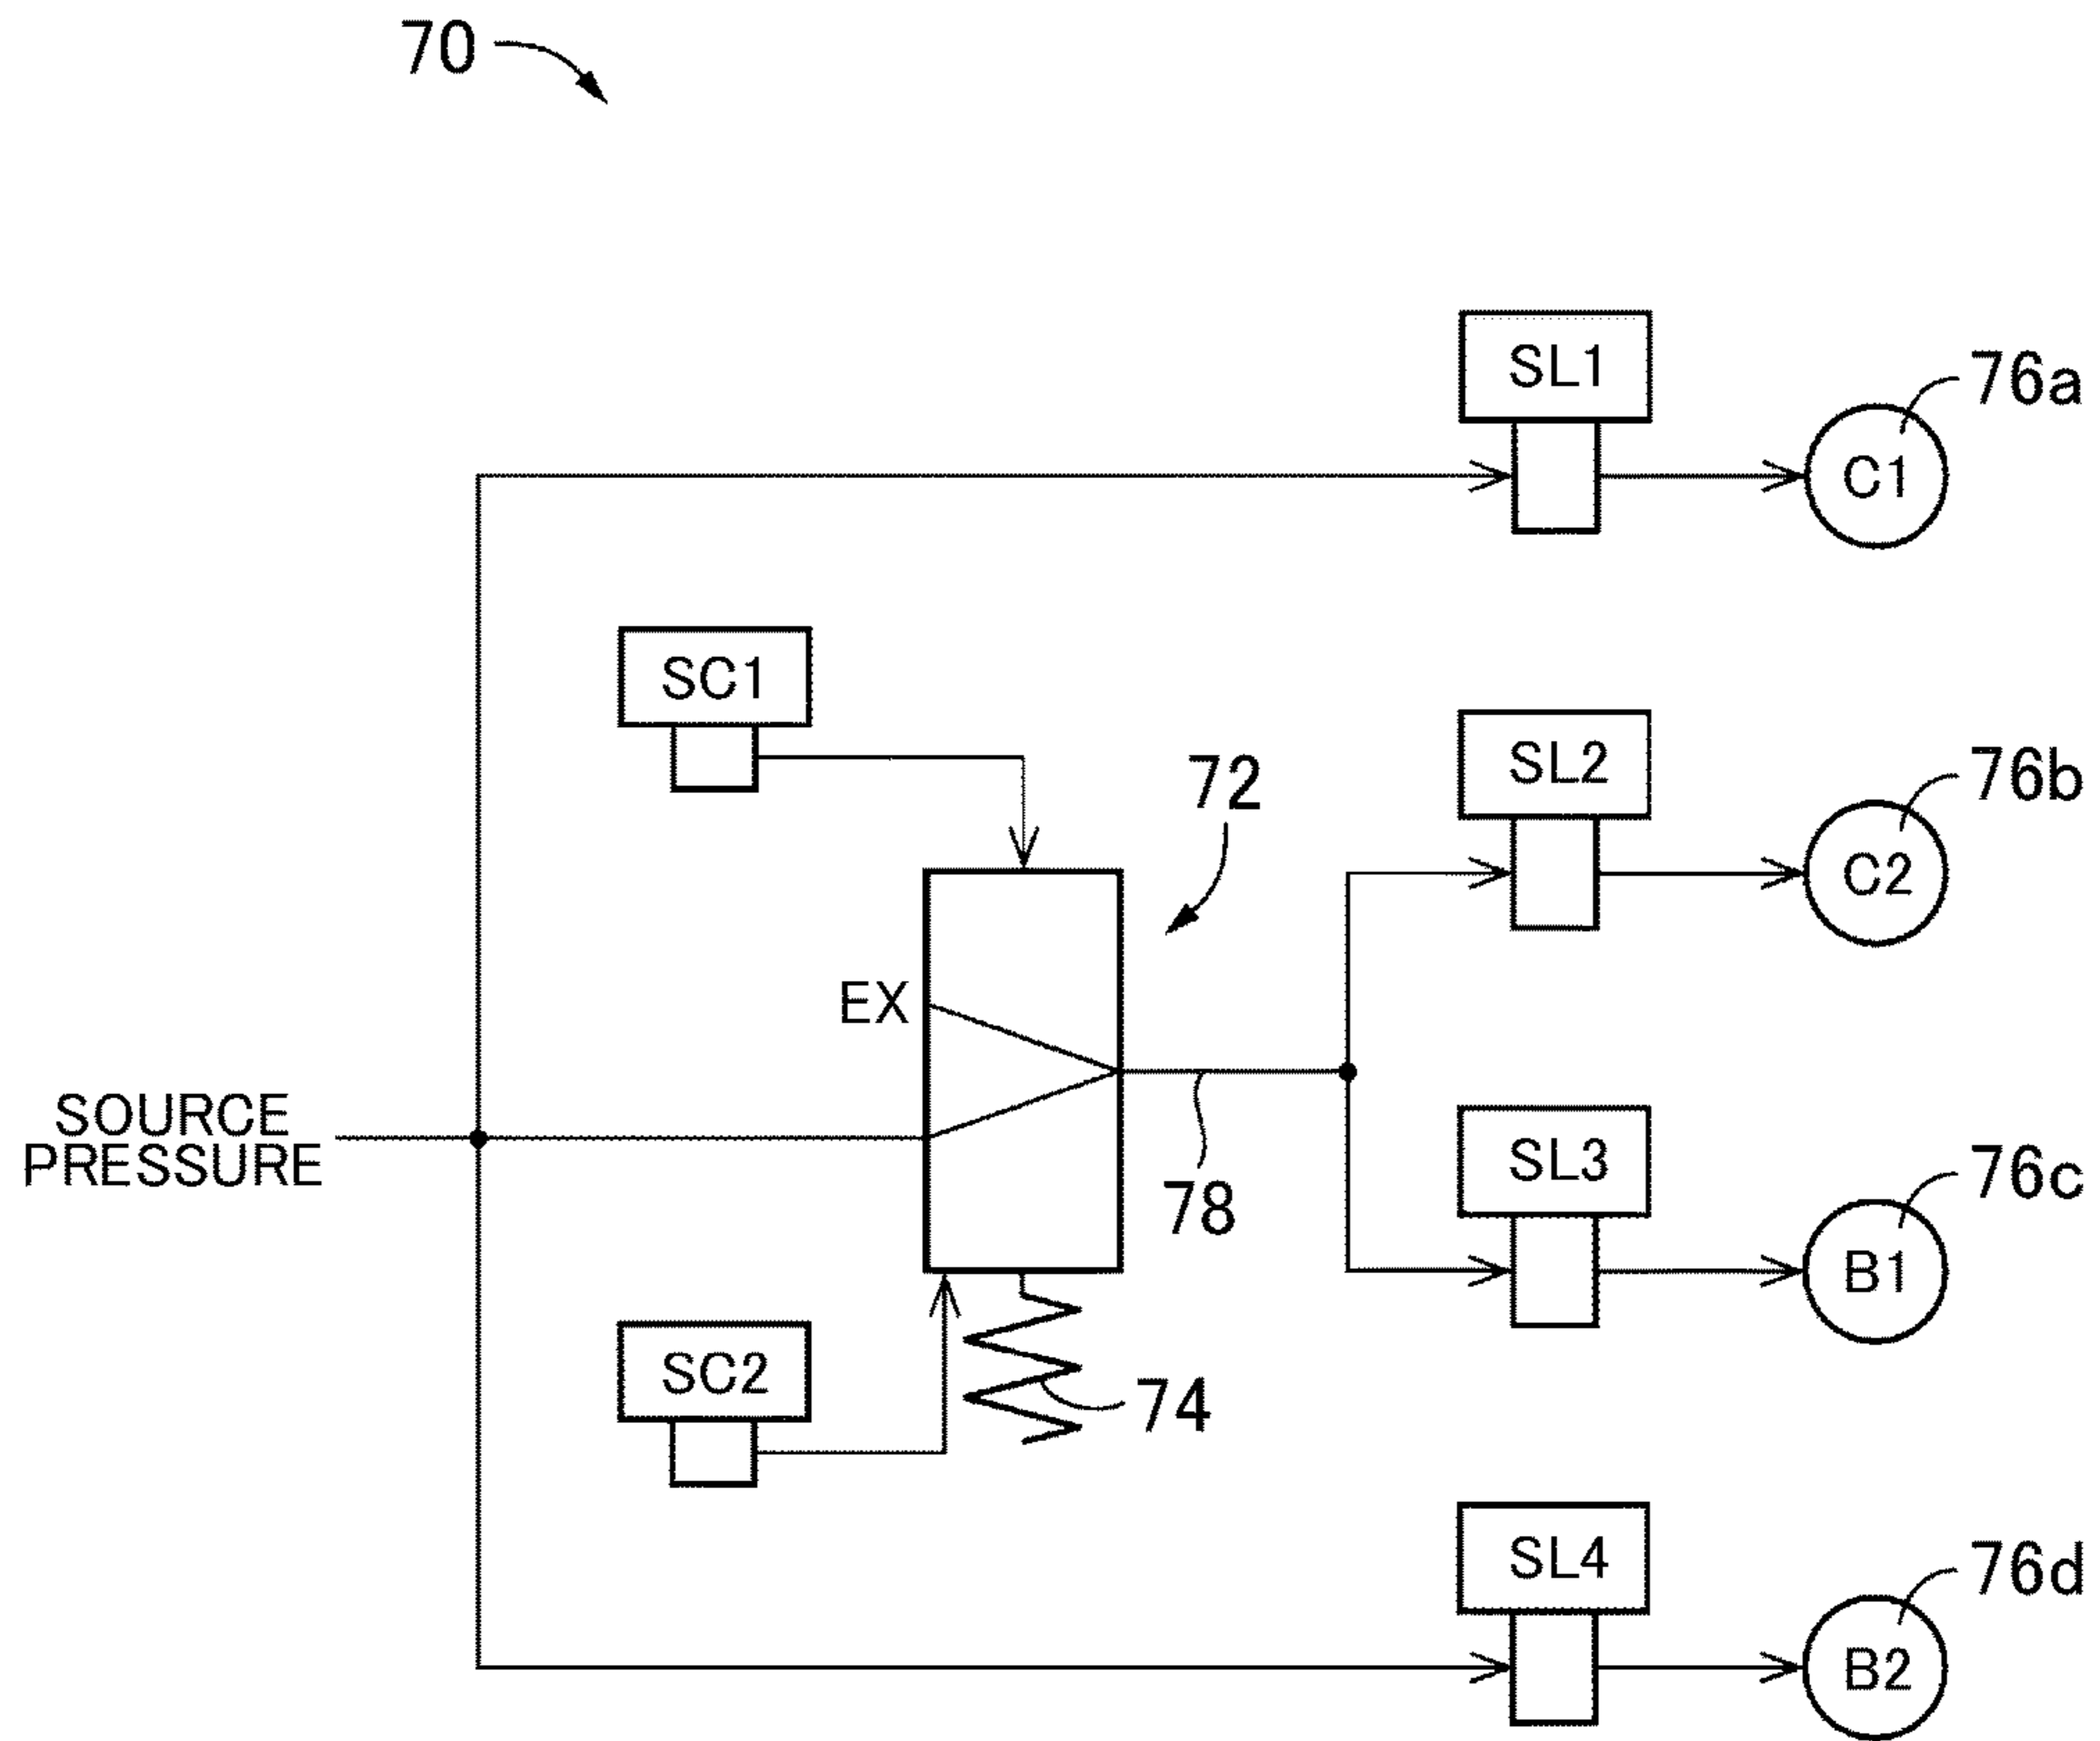 70
SL1
76a
C1
SC1
SL2
76b
72
C2
EX
SOURCE
PRESSURE
SL3
76c
78
B1
SC2
74
SL4
76d
B2